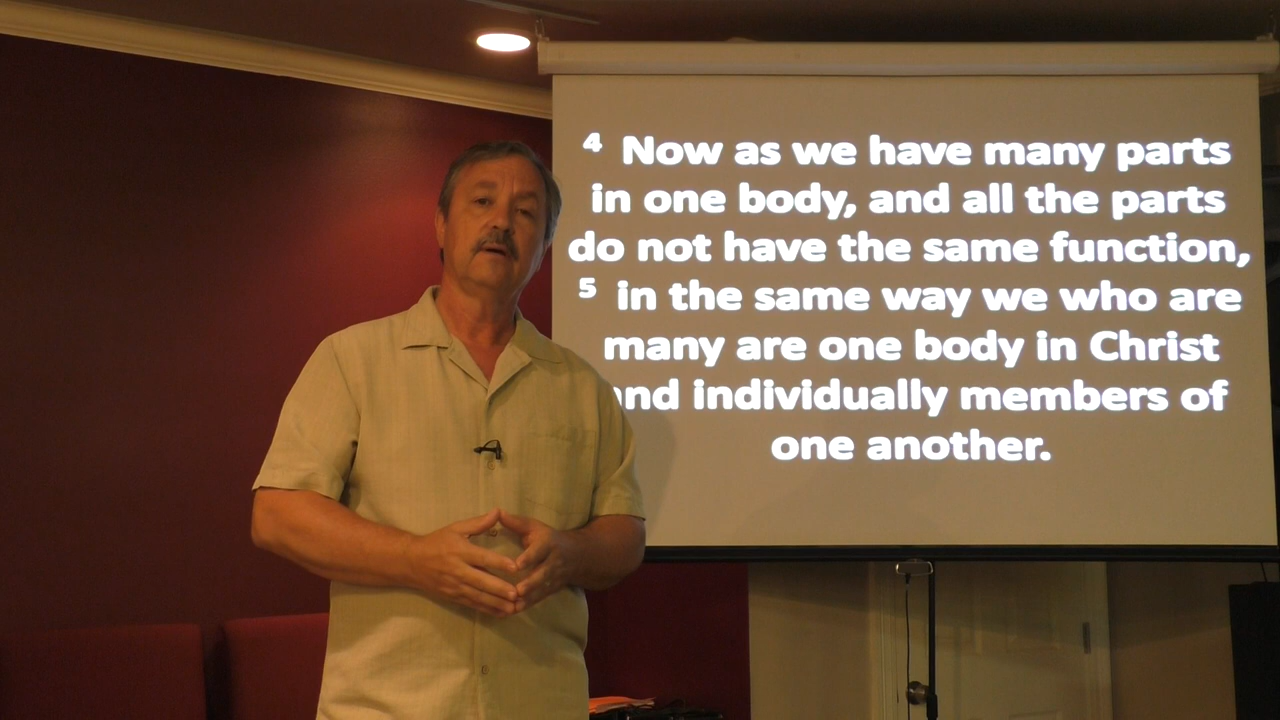 4 Now as we have many parts
in one body, and all the parts
do not have the same function,
5 in the same way we who are
many are one body in Christ
and individually members of
one another.